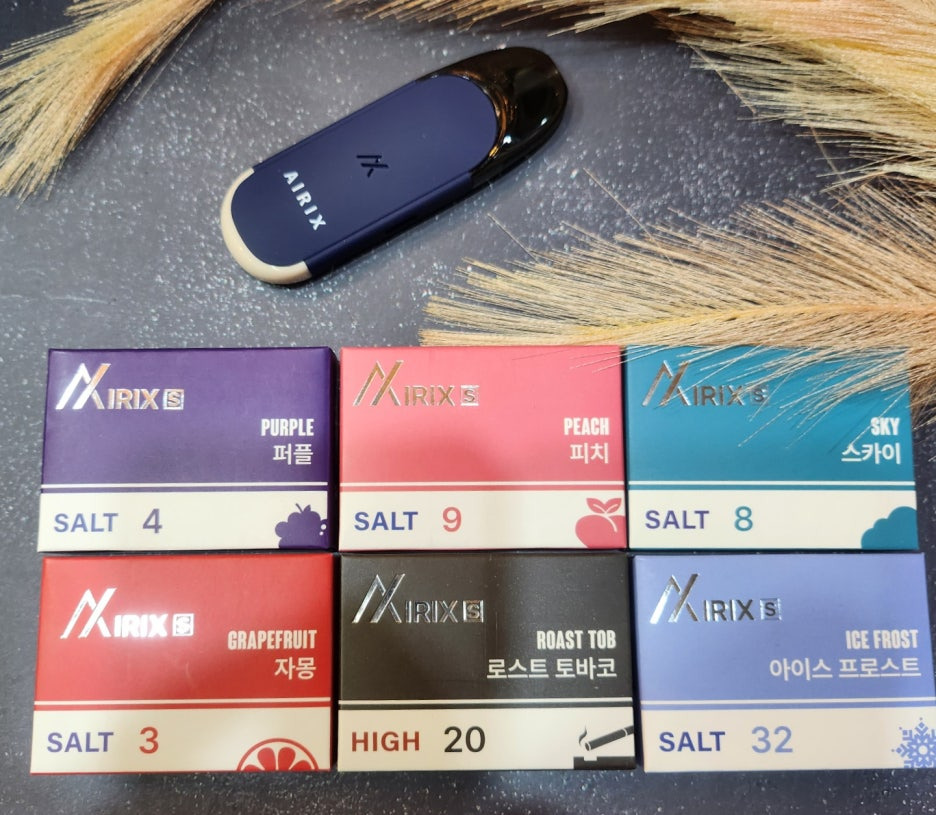 AIRIX
AIRIX S
PURPLE
퍼플
SALT 4
AIRIX S
PEACH
피치
SALT 9
AIRIX S
SKY
스카이
SALT 8
AIRIX S
GRAPEFRUIT
자몽
SALT 3
AIRIX S
ROAST TOB
로스트 토바코
HIGH 20
AIRIX S
ICE FROST
아이스 프로스트
SALT 32